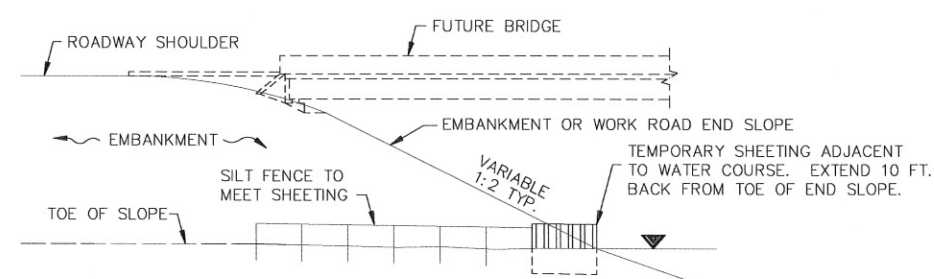 FUTURE BRIDGE
ROADWAY SHOULDER
EMBANKMENT
EMBANKMENT OR WORK ROAD END SLOPE
VARIABLE
1:2 TYP.
TEMPORARY SHEETING ADJACENT
TO WATER COURSE. EXTEND 10 FT.
BACK FROM TOE OF END SLOPE.
SILT FENCE TO
MEET SHEETING
TOE OF SLOPE